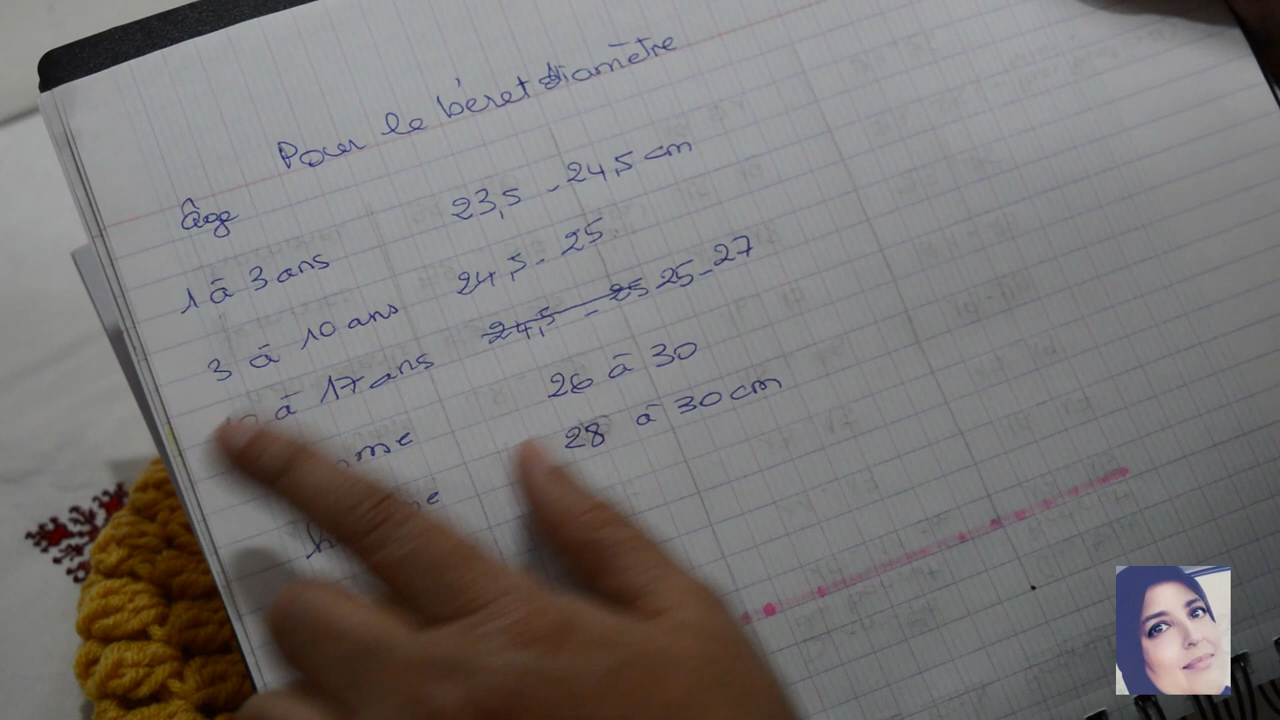 Pour le béret diamètre
âge
1 à 3 ans 23,5 - 24,5 cm
3 à 10 ans 24,5 - 25
à 17 ans 24,5 - 25 25 - 27
26 à 30
28 à 30 cm